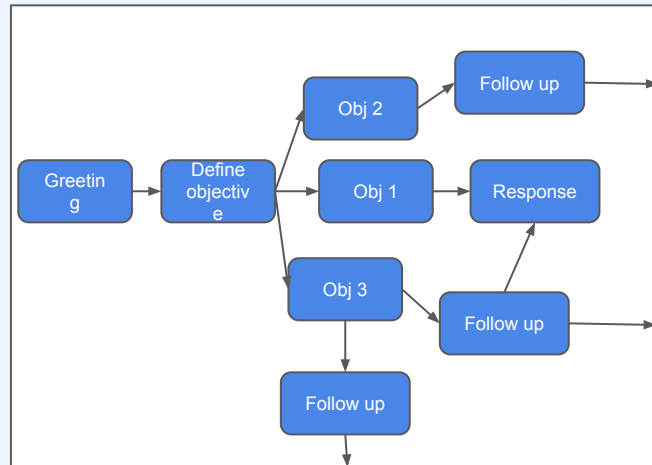 Follow up
Obj 2
Greetin
g
Define
objectiv
e
Obj 1
Response
Obj 3
Follow up
Follow up